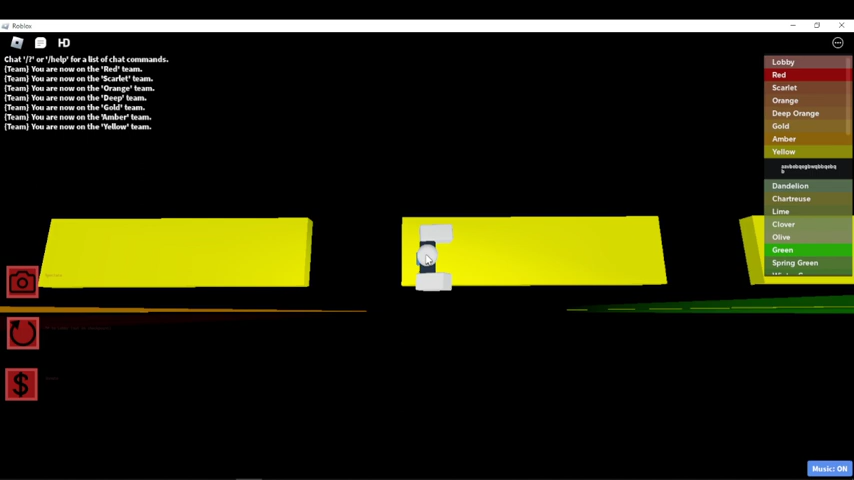 Roblox
HD
Chat '/?' or '/help' for a list of chat commands.
{Team} You are now on the 'Red' team.
{Team} You are now on the 'Scarlet' team.
{Team} You are now on the 'Orange' team.
{Team} You are now on the 'Deep' team.
{Team} You are now on the 'Gold' team.
{Team} You are now on the 'Amber' team.
{Team} You are now on the 'Yellow' team.
Lobby
Red
Scarlet
Orange
Deep Orange
Gold
Amber
Yellow
Dandelion
Chartreuse
Lime
Clover
Olive
Green
Spring Green
$
Music: ON